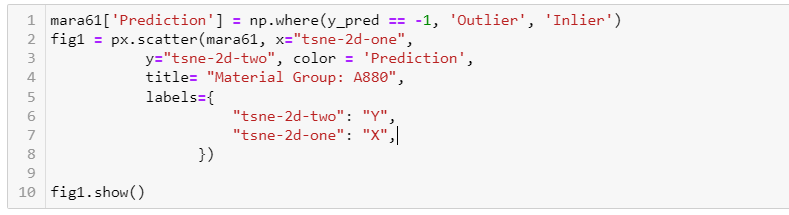 1 mara61['Prediction'] = np.where(y_pred == -1, 'Outlier', 'Inlier')
2 fig1 = px.scatter(mara61, x="tsne-2d-one",
3             y="tsne-2d-two", color = 'Prediction',
4             title= "Material Group: A880",
5             labels={
6                      "tsne-2d-two": "Y",
7                      "tsne-2d-one": "X",
8                  })
9
10 fig1.show()